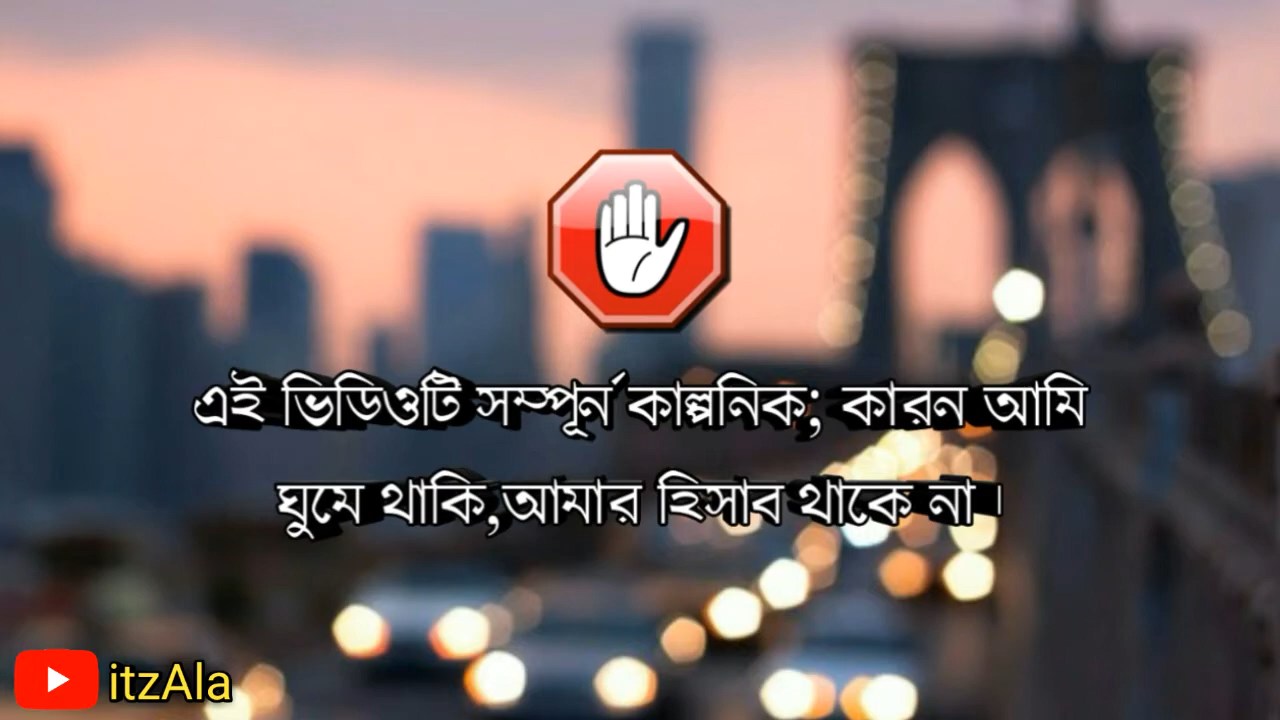 এই ভিডিওটি সম্পূর্ন কাল্পনিক; কারন আমি
ঘুমে থাকি,আমার হিসাব থাকে না।
itzAla